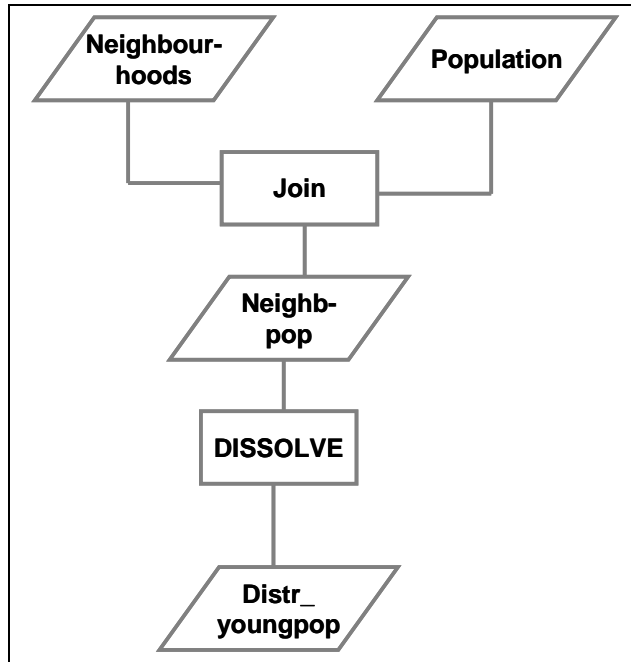 Neighbour-
hoods
Population
Join
Neighb-
pop
DISSOLVE
Distr_
youngpop